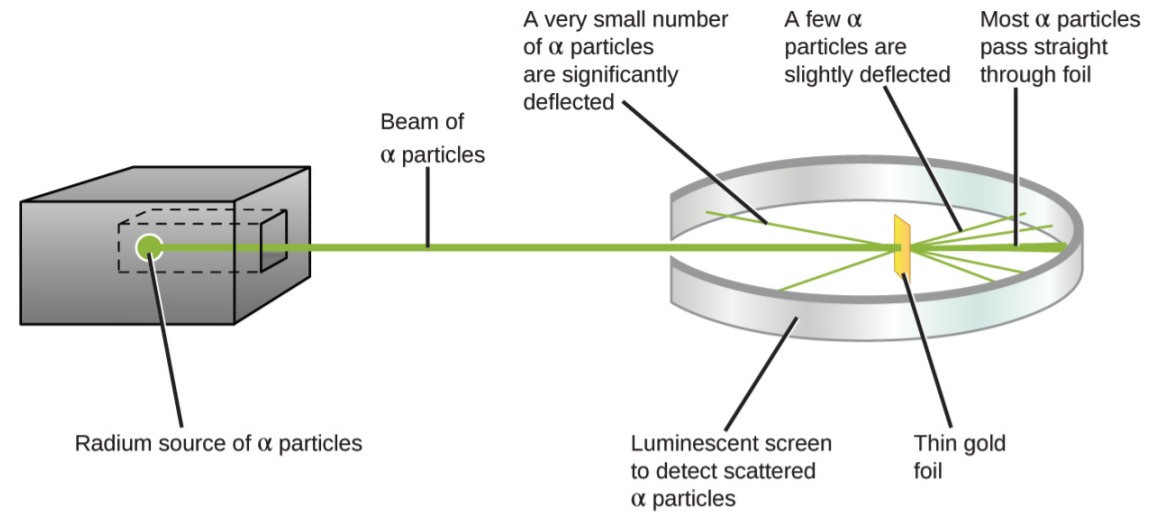 A very small number
of α particles
are significantly
deflected
A few α
particles are
slightly deflected
Most α particles
pass straight
through foil
Beam of
α particles
Radium source of α particles
Luminescent screen
to detect scattered
α particles
Thin gold
foil